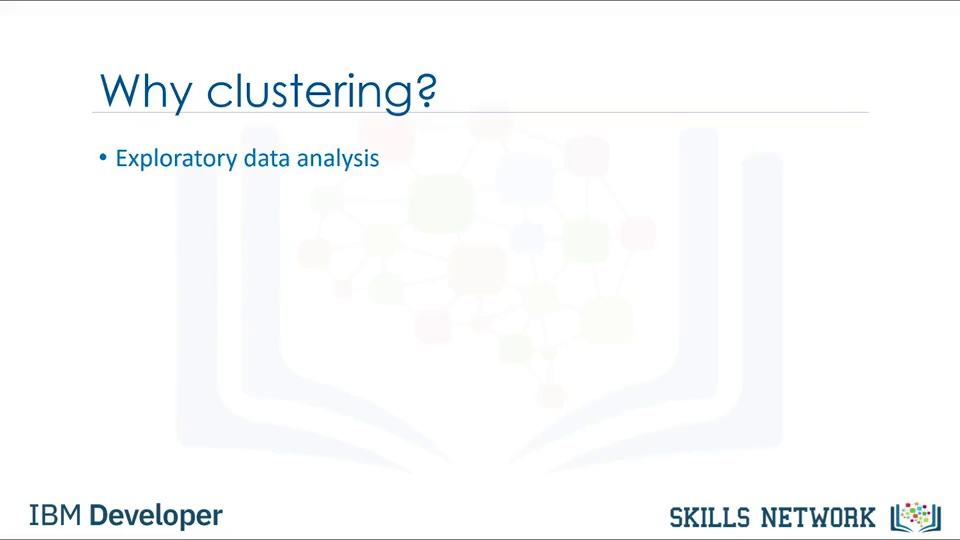 Why clustering?
• Exploratory data analysis
IBM Developer
SKILLS NETWORK